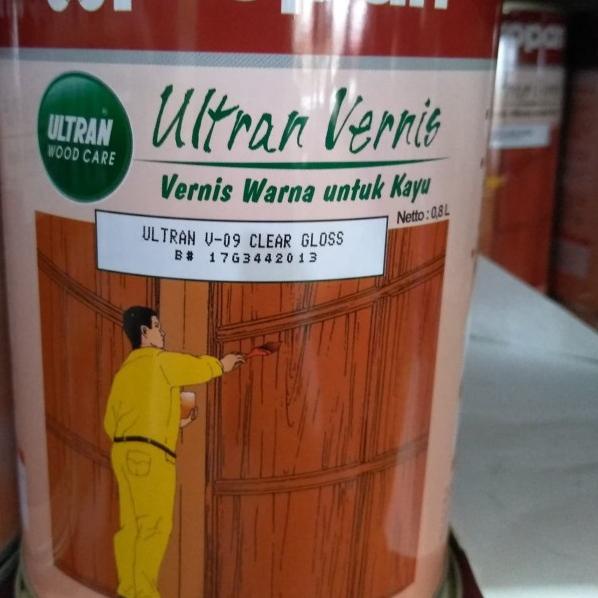 ULTRAN
WOOD CARE
Ultran Vernis
Vernis Warna untuk Kayu
Netto : 0,8 L
ULTRAN V-09 CLEAR GLOSS
B# 17G3442013